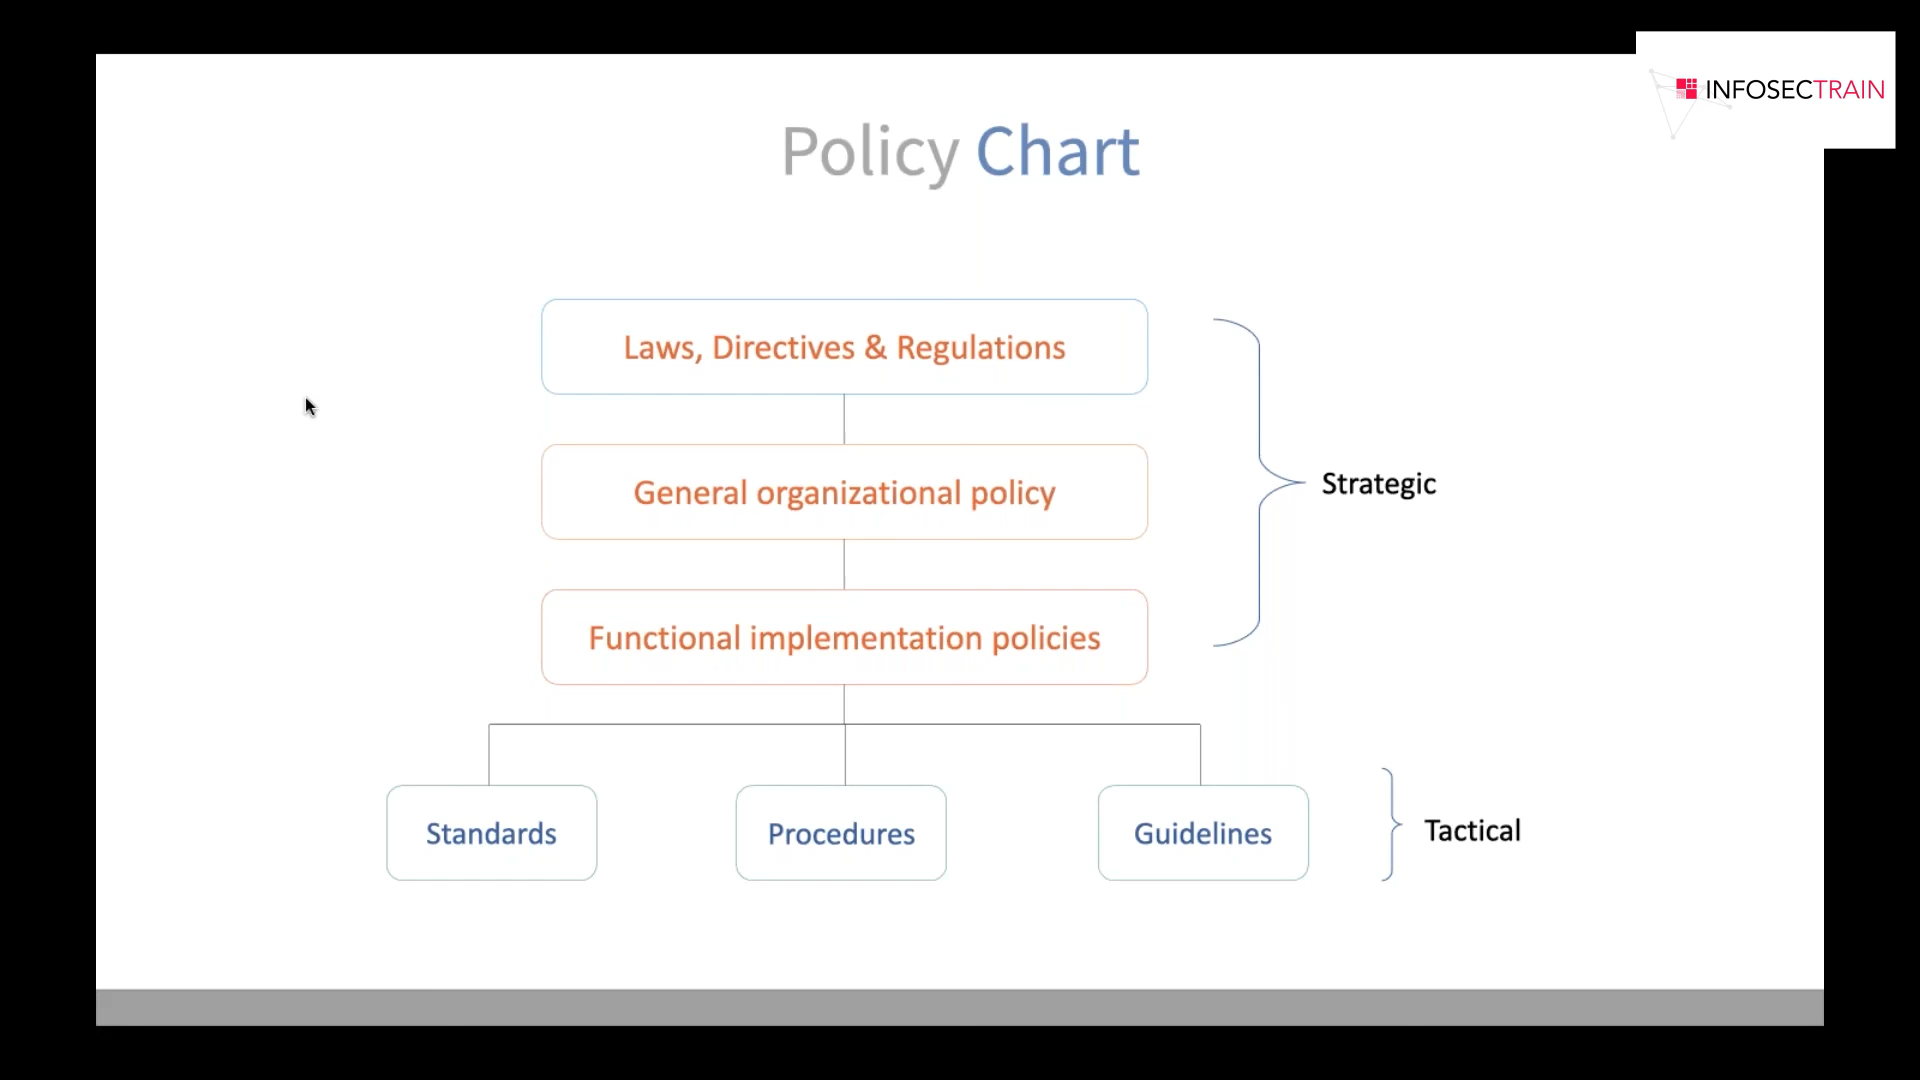 INFOSECTRAIN
Policy Chart
Laws, Directives & Regulations
General organizational policy
Strategic
Functional implementation policies
Standards
Procedures
Guidelines
Tactical